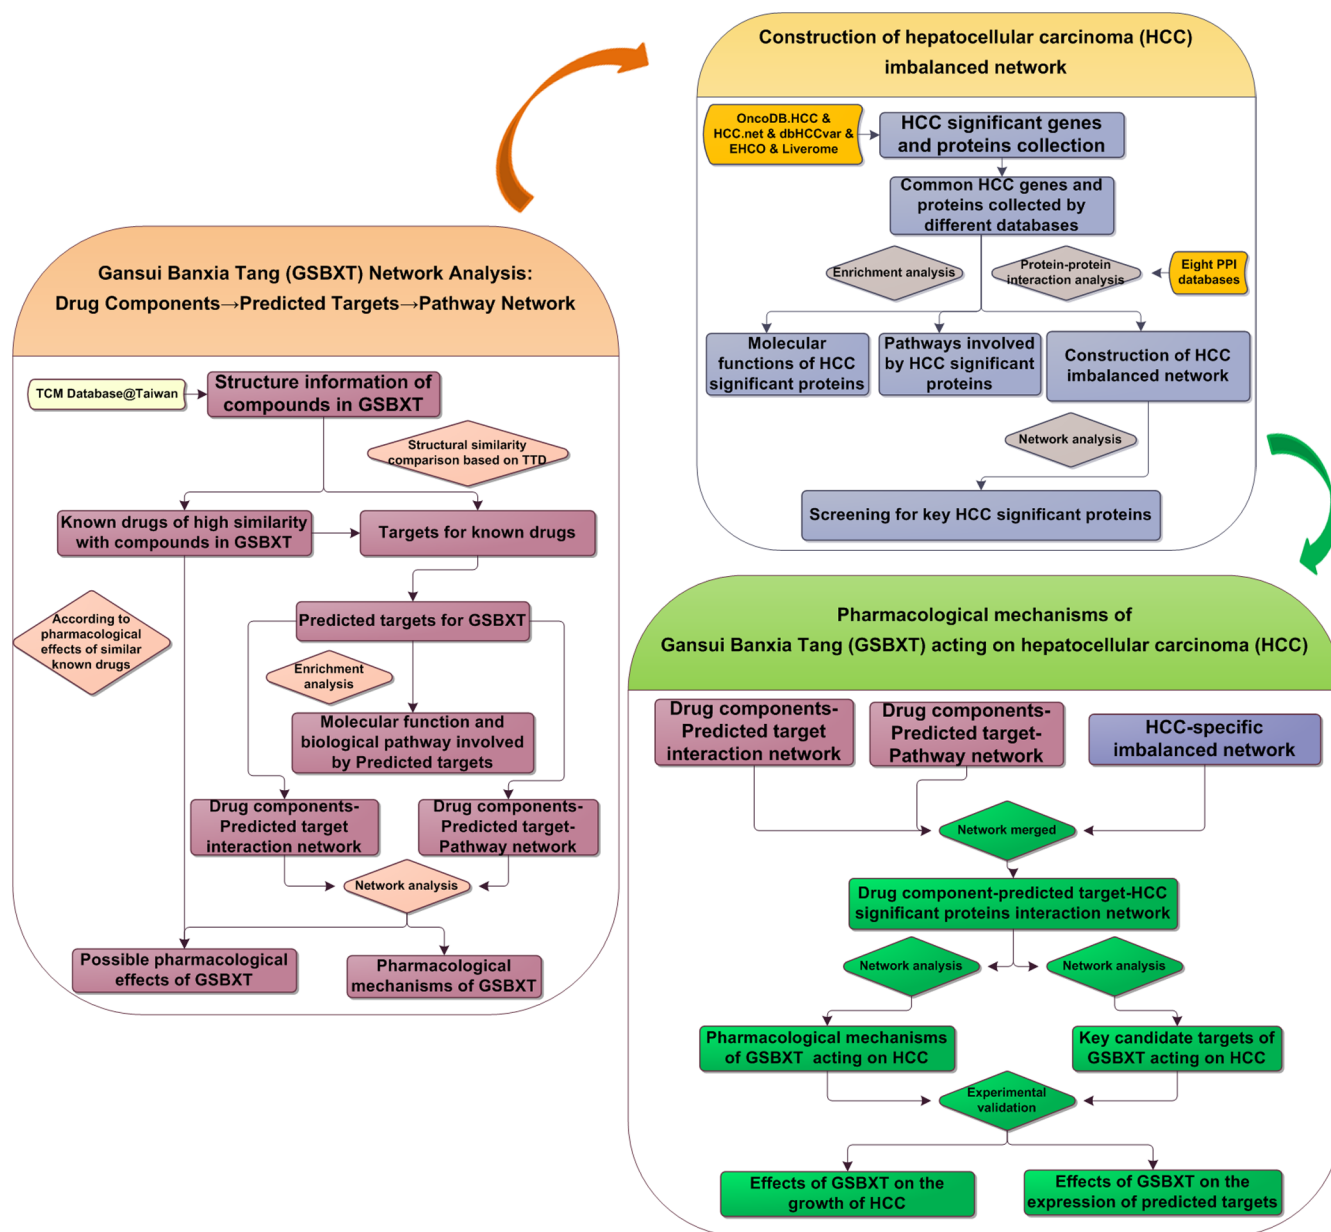 Gansui Banxia Tang (GSBXT) Network Analysis:
Drug Components→Predicted Targets→Pathway Network
TCM Database@Taiwan
Structure information of
compounds in GSBXT
Structural similarity
comparison based on TTD
Known drugs of high similarity
with compounds in GSBXT
Targets for known drugs
According to
pharmacological
effects of similar
known drugs
Predicted targets for GSBXT
Enrichment
analysis
Molecular function and
biological pathway involved
by Predicted targets
Drug components-
Predicted target
interaction network
Drug components-
Predicted target-
Pathway network
Network analysis
Possible pharmacological
effects of GSBXT
Pharmacological
mechanisms of GSBXT
Construction of hepatocellular carcinoma (HCC)
imbalanced network
OncoDB.HCC &
HCC.net & dbHCCvar &
EHCO & Liverome
HCC significant genes
and proteins collection
Common HCC genes and
proteins collected by
different databases
Enrichment analysis
Protein-protein
interaction analysis
Eight PPI
databases
Molecular
functions of HCC
significant proteins
Pathways involved
by HCC significant
proteins
Construction of HCC
imbalanced network
Network analysis
Screening for key HCC significant proteins
Pharmacological mechanisms of
Gansui Banxia Tang (GSBXT) acting on hepatocellular carcinoma (HCC)
Drug components-
Predicted target
interaction network
Drug components-
Predicted target-
Pathway network
HCC-specific
imbalanced network
Network merged
Drug component-predicted target-HCC
significant proteins interaction network
Network analysis
Network analysis
Pharmacological mechanisms
of GSBXT acting on HCC
Key candidate targets of
GSBXT acting on HCC
Experimental
validation
Effects of GSBXT on the
growth of HCC
Effects of GSBXT on the
expression of predicted targets